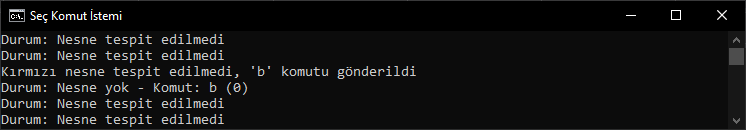 Seç Komut İstemi
Durum: Nesne tespit edilmedi
Durum: Nesne tespit edilmedi
Kırmızı nesne tespit edilmedi, 'b' komutu gönderildi
Durum: Nesne yok - Komut: b (0)
Durum: Nesne tespit edilmedi
Durum: Nesne tespit edilmedi